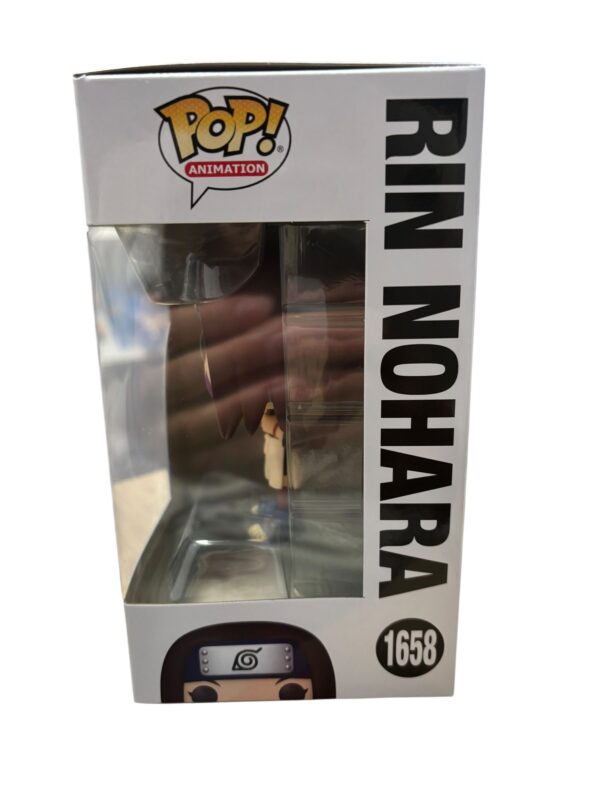 POP!®
ANIMATION
RIN NOHARA
1658